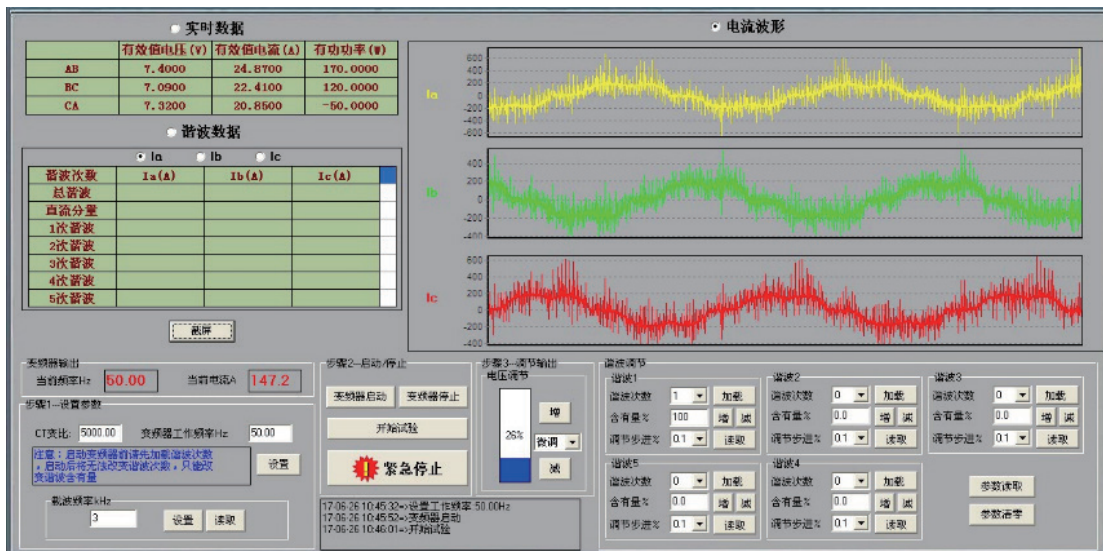 实时数据
有效值电压(V) 有效值电流(A) 有功功率(W)
AB 7.4000 24.8700 170.0000
BC 7.0900 22.4100 120.0000
CA 7.3200 20.8500 -50.0000
谐波数据
Ia Ib Ic
谐波次数 Ia(A) Ib(A) Ic(A)
总谐波
直流分量
1次谐波
2次谐波
3次谐波
4次谐波
5次谐波
截屏
电流波形
Ia
600
400
200
0
-200
-400
-600
Ib
400
200
0
-200
-400
Ic
600
400
200
0
-200
-400
变频器输出
当前频率Hz 50.00 当前电流A 147.2
步骤1---设置参数
CT变比: 5000.00 变频器工作频率Hz 50.00
注意:启动变频器前请先加载谐波次数
,启动后将无法改变谐波次数,只能改
变谐波含有量
设置
载波频率kHz
3 设置 读取
步骤2---启动/停止
变频器启动 变频器停止
开始试验
紧急停止
17-06-26 10:45:32=>设置工作频率 50.00Hz
17-06-26 10:45:52=>变频器启动
17-06-26 10:46:01=>开始试验
步骤3---调节输出
电压调节
26%
增
微调
减
谐波调节
谐波1
谐波次数 1 加载
含有量% 100 增 减
调节步进% 0.1 读取
谐波2
谐波次数 0 加载
含有量% 0.0 增 减
调节步进% 0.1 读取
谐波3
谐波次数 0 加载
含有量% 0.0 增 减
调节步进% 0.1 读取
谐波5
谐波次数 0 加载
含有量% 0.0 增 减
调节步进% 0.1 读取
谐波4
谐波次数 0 加载
含有量% 0.0 增 减
调节步进% 0.1 读取
参数读取
参数清零